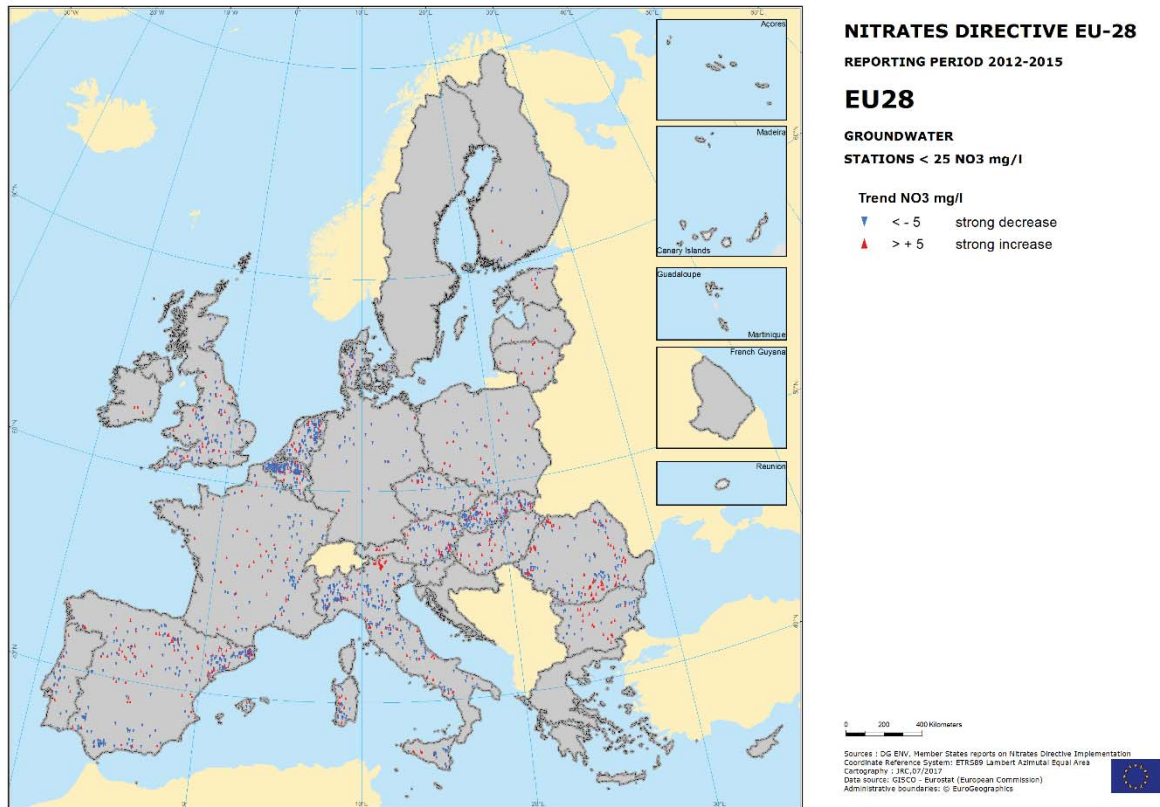 NITRATES DIRECTIVE EU-28
REPORTING PERIOD 2012-2015
EU28
GROUNDWATER
STATIONS < 25 NO3 mg/l
Trend NO3 mg/l
< - 5 strong decrease
> + 5 strong increase
Açores
Madeira
Canary Islands
Guadaloupe
Martinique
French Guyana
Reunion
0 200 400 Kilometers
Sources : DG ENV, Member States reports on Nitrates Directive Implementation
Coordinate Reference System: ETRS89 Lambert Azimutal Equal Area
Cartography : JRC,07/2017
Data source: GISCO - Eurostat (European Commission)
Administrative boundaries: © EuroGeographics